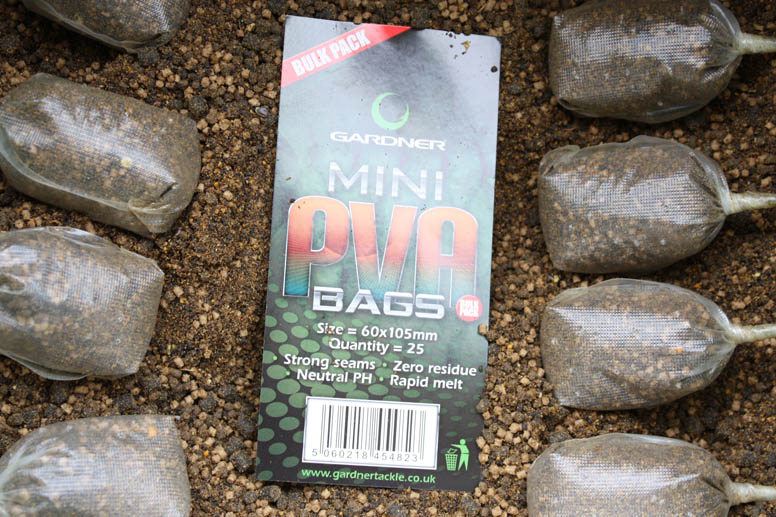 BULK PACK
GARDNER
MINI
PVA
BAGS
BULK PACK
Size = 60x105mm
Quantity = 25
• Strong seams • Zero residue
Neutral PH • Rapid melt
5 060218 454823
www.gardnertackle.co.uk